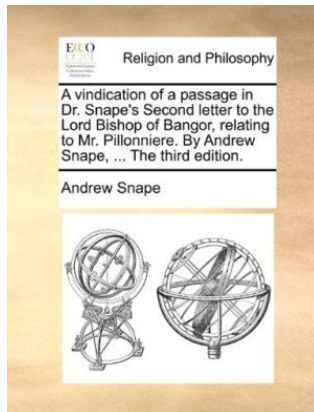 ECCO
Religion and Philosophy
A vindication of a passage in
Dr. Snape's Second letter to the
Lord Bishop of Bangor, relating
to Mr. Pillonniere. By Andrew
Snape, ... The third edition.
Andrew Snape